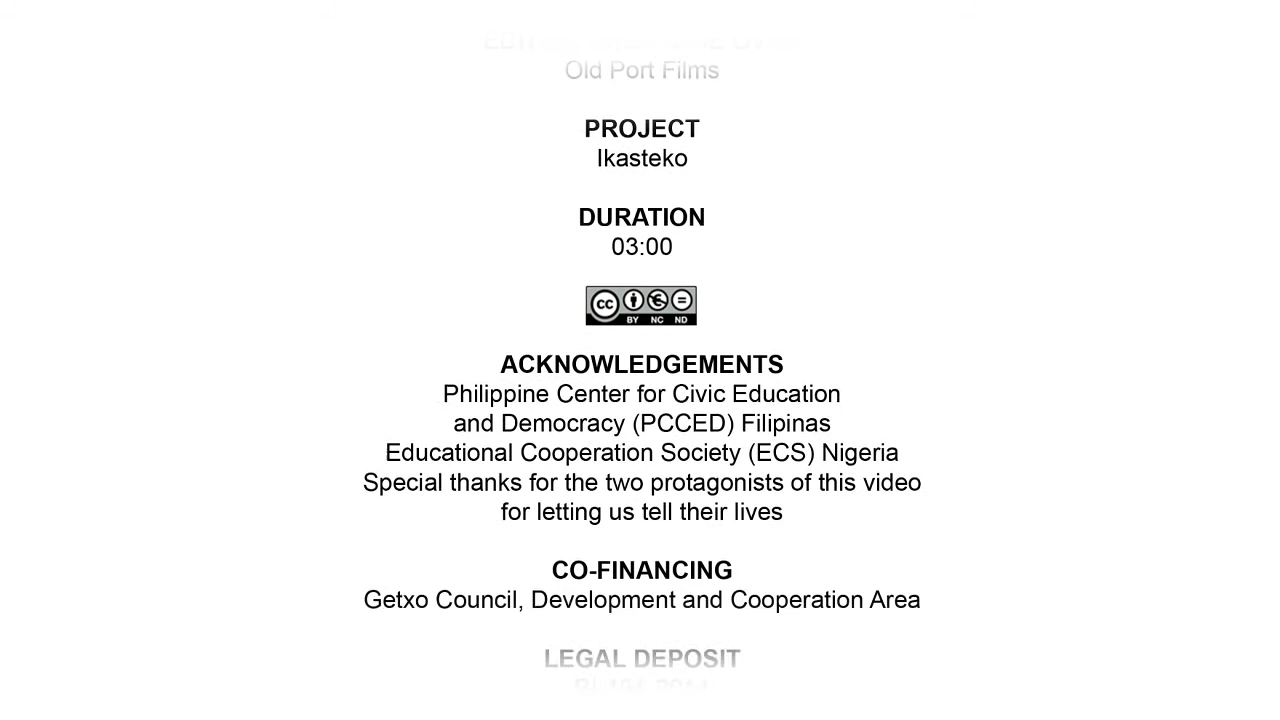 Old Port Films
PROJECT
Ikasteko
DURATION
03:00
cc
BY NC ND
ACKNOWLEDGEMENTS
Philippine Center for Civic Education
and Democracy (PCCED) Filipinas
Educational Cooperation Society (ECS) Nigeria
Special thanks for the two protagonists of this video
for letting us tell their lives
CO-FINANCING
Getxo Council, Development and Cooperation Area
LEGAL DEPOSIT